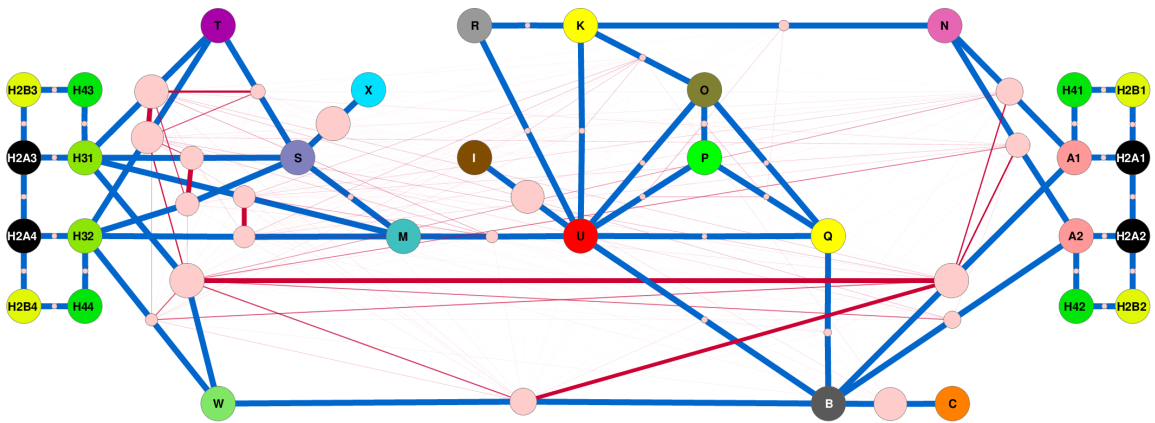 T R K N
H2B3 H43 X O H41 H2B1
H2A3 H31 S I P A1 H2A1
H2A4 H32 M U Q A2 H2A2
H2B4 H44 H42 H2B2
W B C